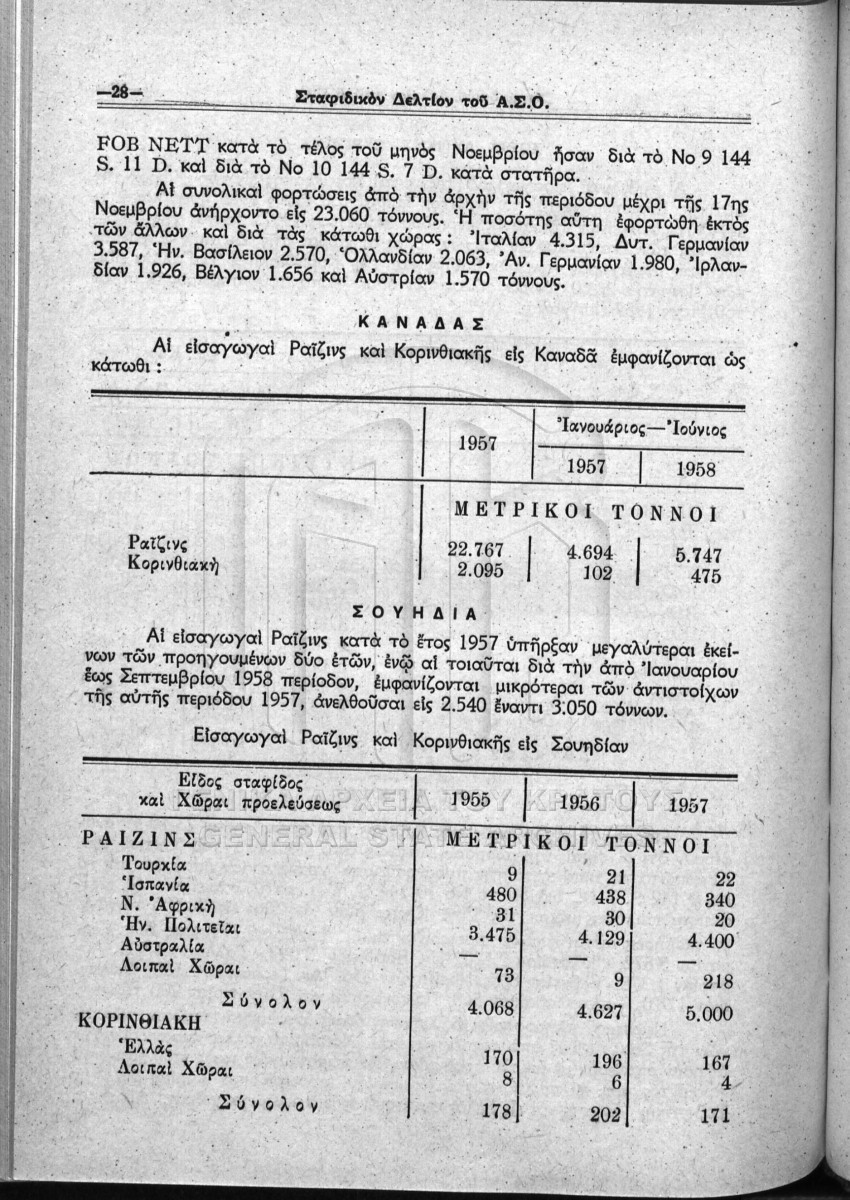 —28—
Σταφιδικὸν Δελτίον τοῦ Α.Σ.Ο.
FOB NETT κατὰ τὸ τέλος τοῦ μηνὸς Νοεμβρίου ἦσαν διὰ τὸ Νο 9 144
S. 11 D. καὶ διὰ τὸ Νο 10 144 S. 7 D. κατὰ στατῆρα.
Αἱ συνολικαὶ φορτώσεις ἀπὸ τὴν ἀρχὴν τῆς περιόδου μέχρι τῆς 17ης
Νοεμβρίου ἀνήρχοντο εἰς 23.060 τόννους. Ἡ ποσότης αὕτη ἐφορτώθη ἐκτὸς
τῶν ἄλλων καὶ διὰ τὰς κάτωθι χώρας : Ἰταλίαν 4.315, Δυτ. Γερμανίαν
3.587, Ἡν. Βασίλειον 2.570, Ὁλλανδίαν 2.063, Ἀν. Γερμανίαν 1.980, Ἰρλαν-
δίαν 1.926, Βέλγιον 1.656 καὶ Αὐστρίαν 1.570 τόννους.
ΚΑΝΑΔΑΣ
Αἱ εἰσαγωγαὶ Ραΐζινς καὶ Κορινθιακῆς εἰς Καναδᾶ ἐμφανίζονται ὡς
κάτωθι :
1957 Ἰανουάριος—Ἰούνιος
1957 1958
ΜΕΤΡΙΚΟΙ ΤΟΝΝΟΙ
Ραΐζινς 22.767 4.694 5.747
Κορινθιακὴ 2.095 102 475
ΣΟΥΗΔΙΑ
Αἱ εἰσαγωγαὶ Ραΐζινς κατὰ τὸ ἔτος 1957 ὑπῆρξαν μεγαλύτεραι ἐκεί-
νων τῶν προηγουμένων δύο ἐτῶν, ἐνῷ αἱ τοιαῦται διὰ τὴν ἀπὸ Ἰανουαρίου
ἕως Σεπτεμβρίου 1958 περίοδον, ἐμφανίζονται μικρότεραι τῶν ἀντιστοίχων
τῆς αὐτῆς περιόδου 1957, ἀνελθοῦσαι εἰς 2.540 ἔναντι 3.050 τόννων.
Εἰσαγωγαὶ Ραΐζινς καὶ Κορινθιακῆς εἰς Σουηδίαν
Εἶδος σταφίδος
καὶ Χῶραι προελεύσεως 1955 1956 1957
ΓΕΝΙΚΑ ΑΡΧΕΙΑ ΤΟΥ ΚΡΑΤΟΥΣ
GENERAL STATE ARCHIVES
ΡΑΙΖΙΝΣ ΜΕΤΡΙΚΟΙ ΤΟΝΝΟΙ
Τουρκία 9 21 22
Ἱσπανία 480 438 340
Ν. Ἀφρικὴ 31 30 20
Ἡν. Πολιτεῖαι 3.475 4.129 4.400
Αὐστραλία — — —
Λοιπαὶ Χῶραι 73 9 218
Σύνολον 4.068 4.627 5.000
ΚΟΡΙΝΘΙΑΚΗ
Ἑλλὰς 170 196 167
Λοιπαὶ Χῶραι 8 6 4
Σύνολον 178 202 171